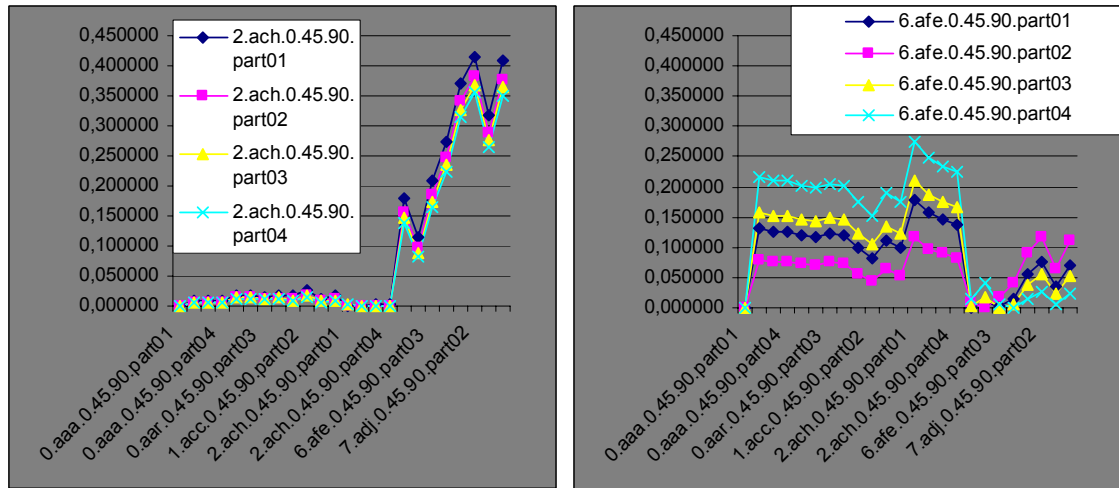 0,450000
0,400000
0,350000
0,300000
0,250000
0,200000
0,150000
0,100000
0,050000
0,000000
2.ach.0.45.90.
part01
2.ach.0.45.90.
part02
2.ach.0.45.90.
part03
2.ach.0.45.90.
part04
0.aaa.0.45.90.part01
0.aaa.0.45.90.part04
0.aar.0.45.90.part03
1.acc.0.45.90.part02
2.ach.0.45.90.part01
2.ach.0.45.90.part04
6.afe.0.45.90.part03
7.adj.0.45.90.part02
0,450000
0,400000
0,350000
0,300000
0,250000
0,200000
0,150000
0,100000
0,050000
0,000000
6.afe.0.45.90.part01
6.afe.0.45.90.part02
6.afe.0.45.90.part03
6.afe.0.45.90.part04
0.aaa.0.45.90.part01
0.aaa.0.45.90.part04
0.aar.0.45.90.part03
1.acc.0.45.90.part02
2.ach.0.45.90.part01
2.ach.0.45.90.part04
6.afe.0.45.90.part03
7.adj.0.45.90.part02